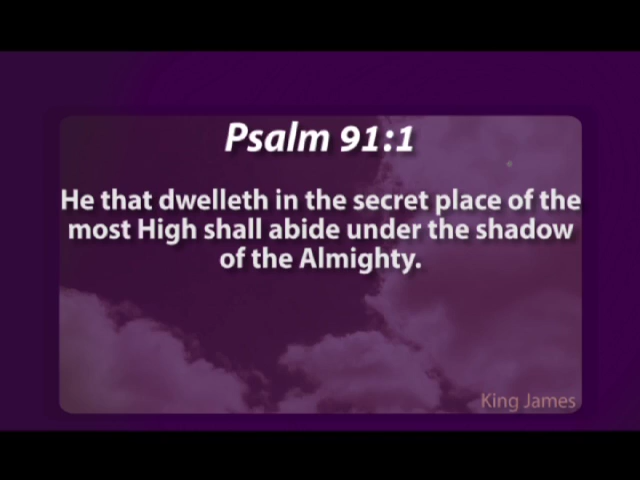 Psalm 91:1
He that dwelleth in the secret place of the
most High shall abide under the shadow
of the Almighty.
King James